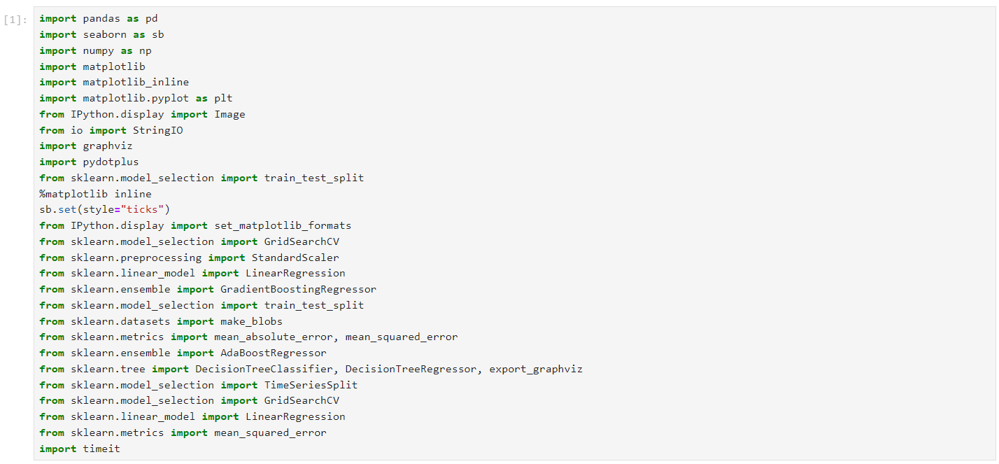 [1]:
import pandas as pd
import seaborn as sb
import numpy as np
import matplotlib
import matplotlib_inline
import matplotlib.pyplot as plt
from IPython.display import Image
from io import StringIO
import graphviz
import pydotplus
from sklearn.model_selection import train_test_split
%matplotlib inline
sb.set(style="ticks")
from IPython.display import set_matplotlib_formats
from sklearn.model_selection import GridSearchCV
from sklearn.preprocessing import StandardScaler
from sklearn.linear_model import LinearRegression
from sklearn.ensemble import GradientBoostingRegressor
from sklearn.model_selection import train_test_split
from sklearn.datasets import make_blobs
from sklearn.metrics import mean_absolute_error, mean_squared_error
from sklearn.ensemble import AdaBoostRegressor
from sklearn.tree import DecisionTreeClassifier, DecisionTreeRegressor, export_graphviz
from sklearn.model_selection import TimeSeriesSplit
from sklearn.model_selection import GridSearchCV
from sklearn.linear_model import LinearRegression
from sklearn.metrics import mean_squared_error
import timeit